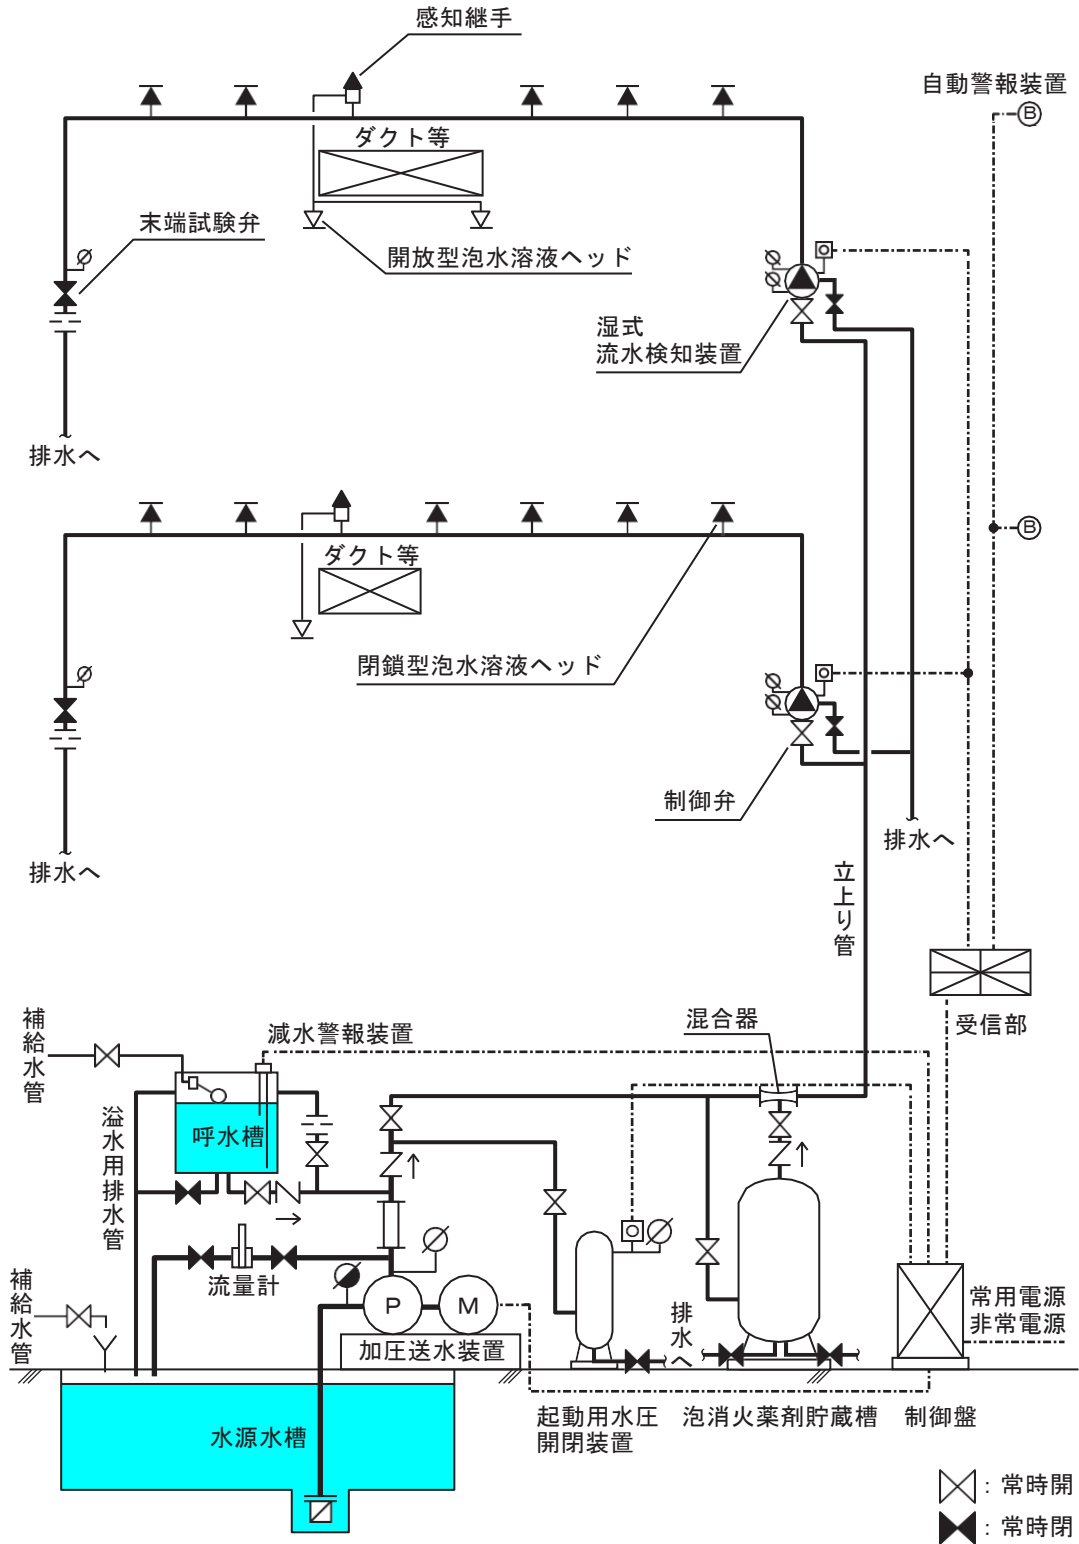 感知継手
自動警報装置
B
ダクト等
末端試験弁
開放型泡水溶液ヘッド
湿式
流水検知装置
排水へ
B
ダクト等
閉鎖型泡水溶液ヘッド
制御弁
排水へ
排水へ
立上り管
受信部
補給水管
減水警報装置
混合器
溢水用排水管
呼水槽
流量計
補給水管
P
M
加圧送水装置
排水へ
常用電源
非常電源
水源水槽
起動用水圧
開閉装置
泡消火薬剤貯蔵槽
制御盤
：常時開
：常時閉